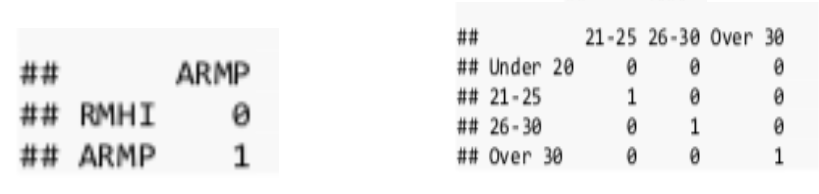 ## ARMP
## RMHI 0
## ARMP 1
## 21-25 26-30 Over 30
## Under 20 0 0 0
## 21-25 1 0 0
## 26-30 0 1 0
## Over 30 0 0 1